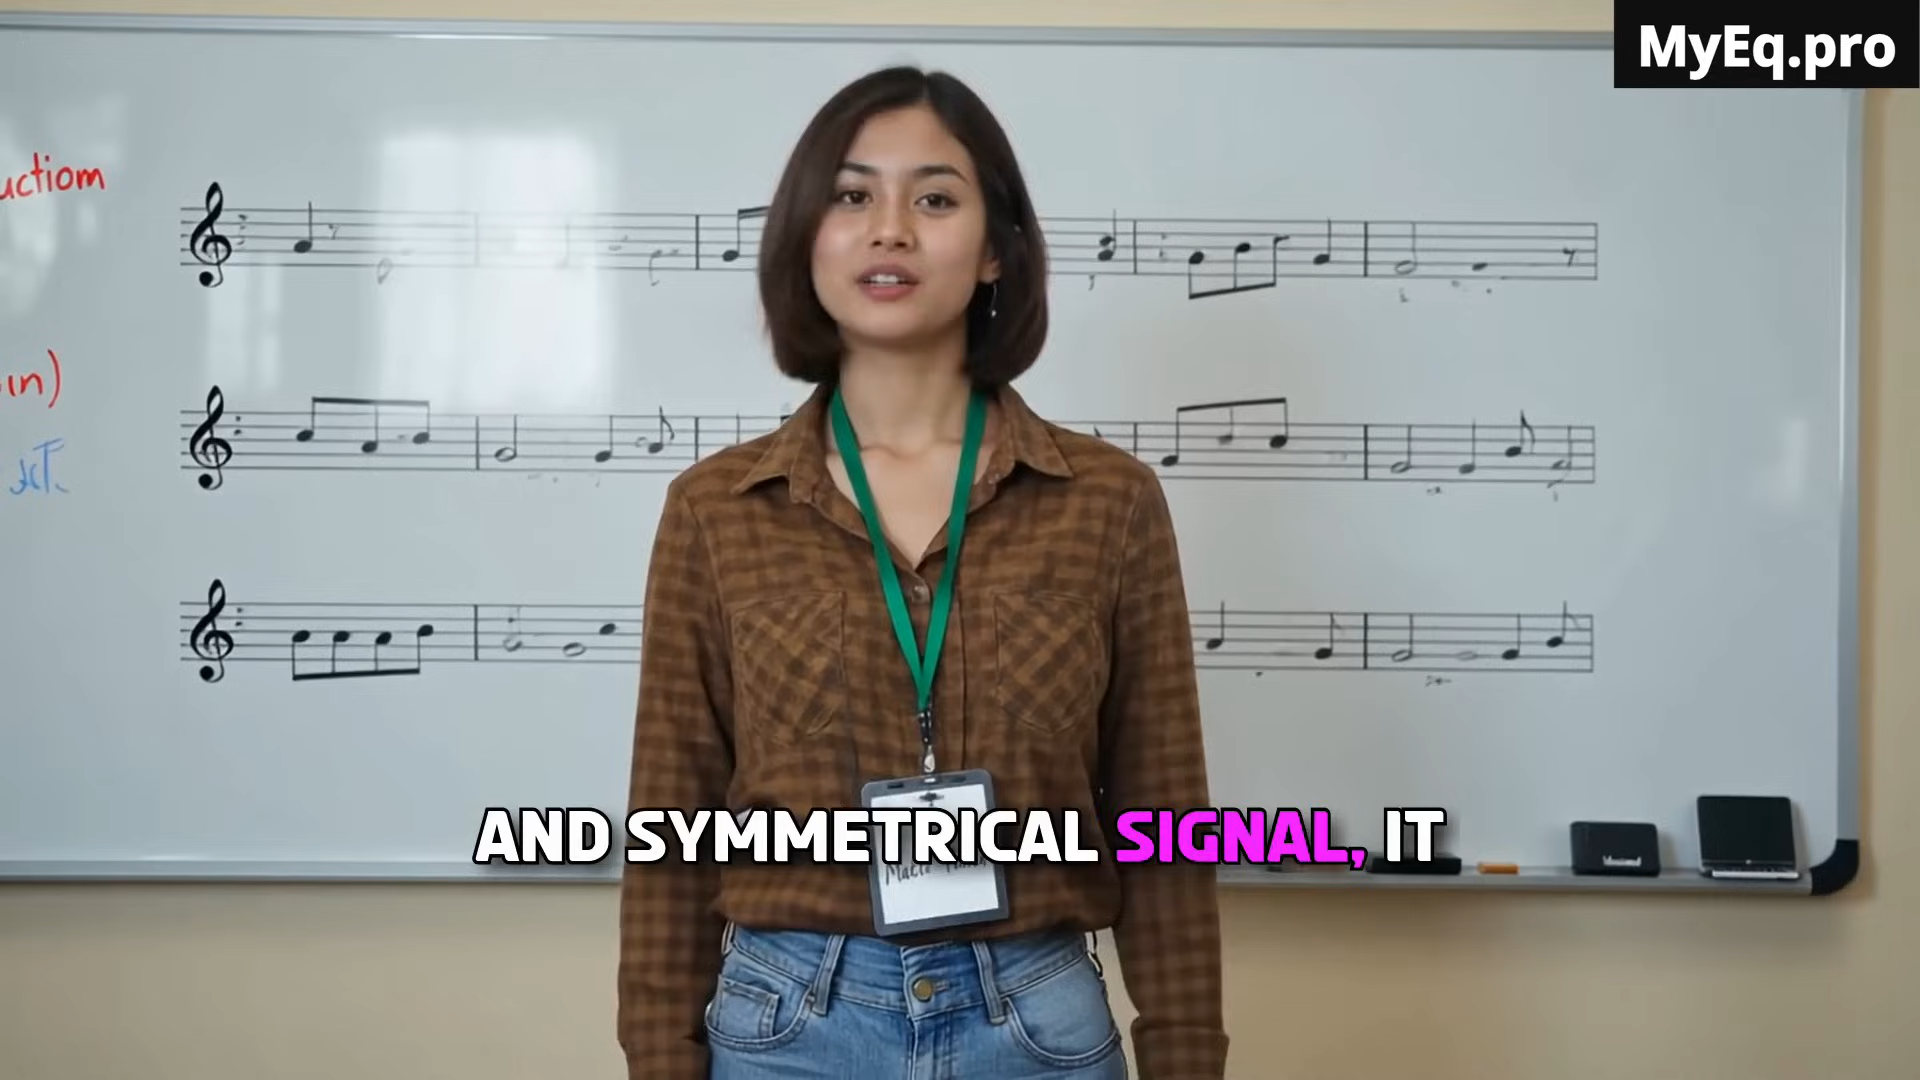 MyEq.pro
uctiom
in)
AND SYMMETRICAL SIGNAL, IT